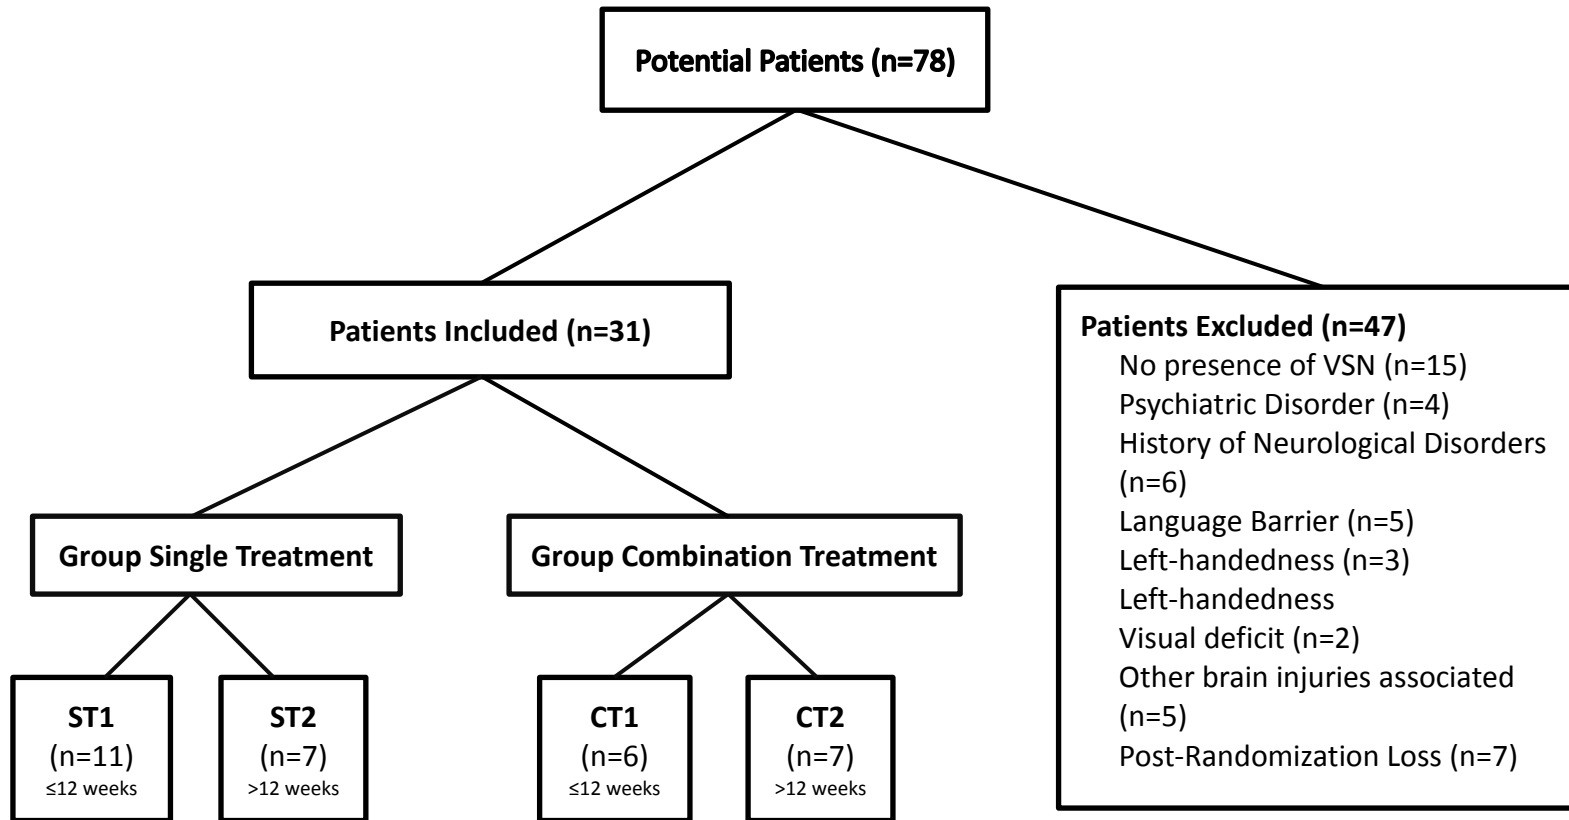 Potential Patients (n=78)
Patients Included (n=31)
Patients Excluded (n=47)
No presence of VSN (n=15)
Psychiatric Disorder (n=4)
History of Neurological Disorders
(n=6)
Language Barrier (n=5)
Left-handedness (n=3)
Left-handedness
Visual deficit (n=2)
Other brain injuries associated
(n=5)
Post-Randomization Loss (n=7)
Group Single Treatment
Group Combination Treatment
ST1
(n=11)
≤12 weeks
ST2
(n=7)
>12 weeks
CT1
(n=6)
≤12 weeks
CT2
(n=7)
>12 weeks